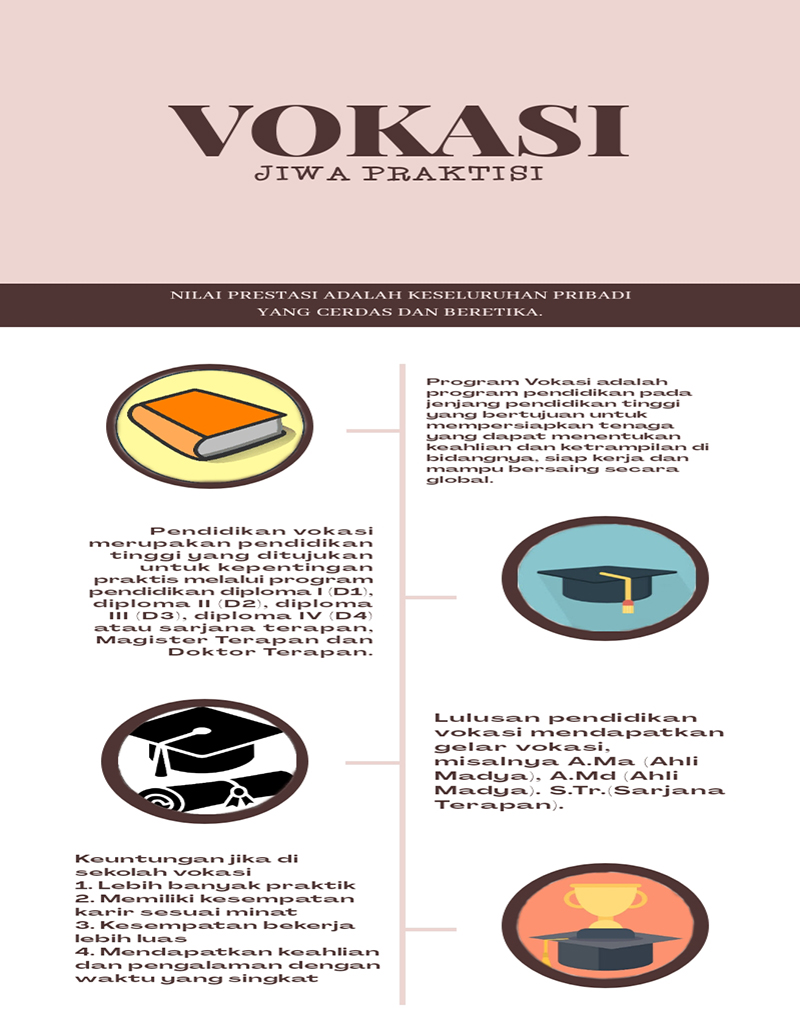 VOKASI
JIWA PRAKTISI
NILAI PRESTASI ADALAH KESELURUHAN PRIBADI
YANG CERDAS DAN BERETIKA.
Program Vokasi adalah
program pendidikan pada
jenjang pendidikan tinggi
yang bertujuan untuk
mempersiapkan tenaga
yang dapat menentukan
keahlian dan ketrampilan di
bidangnya, siap kerja dan
mampu bersaing secara
global.
Pendidikan vokasi
merupakan pendidikan
tinggi yang ditujukan
untuk kepentingan
praktis melalui program
pendidikan diploma I (D1),
diploma II (D2), diploma
III (D3), diploma IV (D4)
atau sarjana terapan,
Magister Terapan dan
Doktor Terapan.
Lulusan pendidikan
vokasi mendapatkan
gelar vokasi,
misalnya A.Ma (Ahli
Madya), A.Md (Ahli
Madya). S.Tr.(Sarjana
Terapan).
Keuntungan jika di
sekolah vokasi
1. Lebih banyak praktik
2. Memiliki kesempatan
karir sesuai minat
3. Kesempatan bekerja
lebih luas
4. Mendapatkan keahlian
dan pengalaman dengan
waktu yang singkat